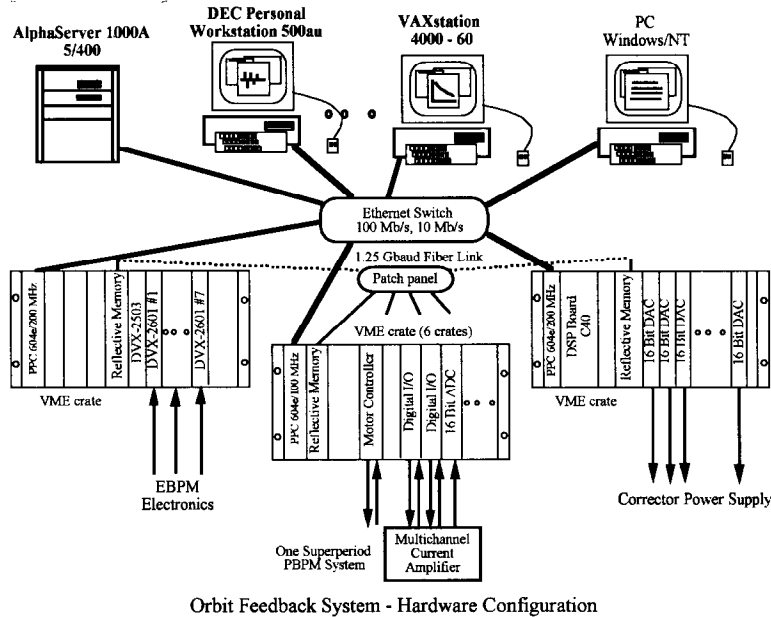 AlphaServer 1000A
5/400
DEC Personal
Workstation 500au
VAXstation
4000 - 60
PC
Windows/NT
Ethernet Switch
100 Mb/s, 10 Mb/s
1.25 Gbaud Fiber Link
Patch panel
PPC 604e/200 MHz
Reflective Memory
DVX-2503
DVX-2601 #1
DVX-2601 #7
VME crate
EBPM
Electronics
VME crate (6 crates)
PPC 604e/100 MHz
Reflective Memory
Motor Controller
Digital I/O
Digital I/O
16 Bit ADC
One Superperiod
PBPM System
Multichannel
Current
Amplifier
PPC 604e/200 MHz
DSP Board
C40
Reflective Memory
16 Bit DAC
16 Bit DAC
16 Bit DAC
16 Bit DAC
VME crate
Corrector Power Supply
Orbit Feedback System - Hardware Configuration